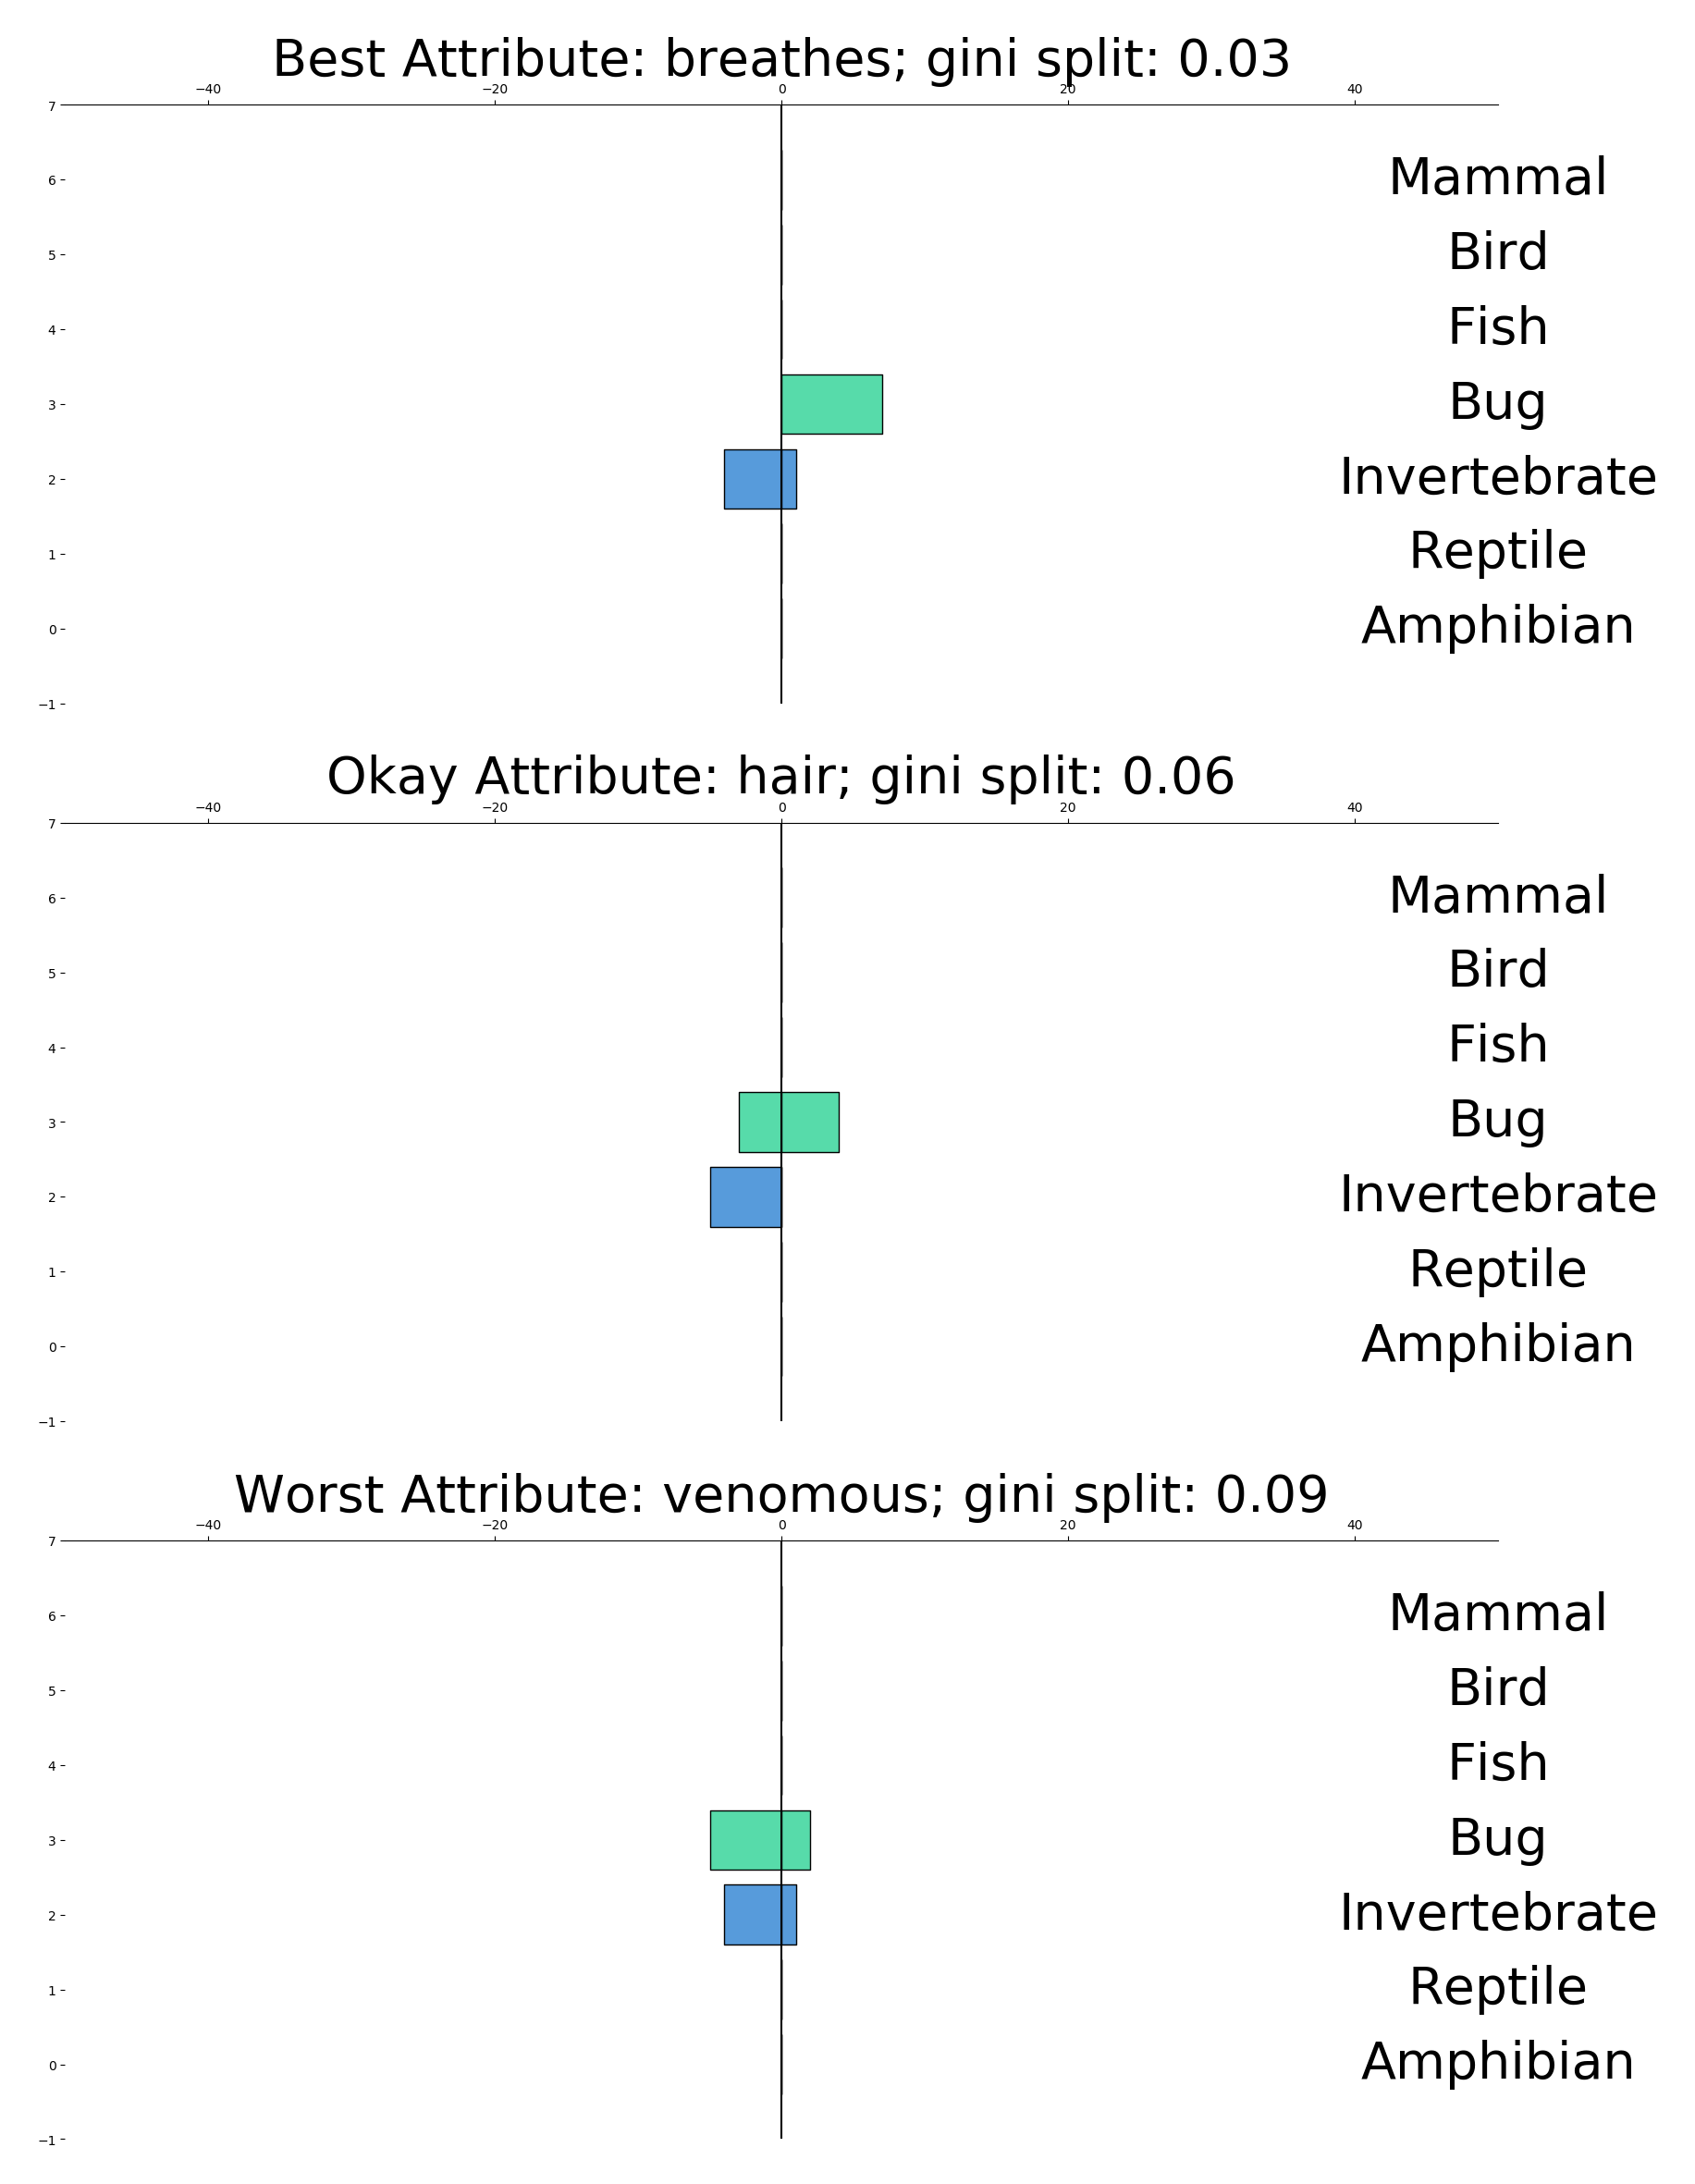 Best Attribute: breathes; gini split: 0.03
−40 −20 0 20 40
7
6 Mammal
5 Bird
4 Fish
3 Bug
2 Invertebrate
1 Reptile
0 Amphibian
−1
Okay Attribute: hair; gini split: 0.06
−40 −20 0 20 40
7
6 Mammal
5 Bird
4 Fish
3 Bug
2 Invertebrate
1 Reptile
0 Amphibian
−1
Worst Attribute: venomous; gini split: 0.09
−40 −20 0 20 40
7
6 Mammal
5 Bird
4 Fish
3 Bug
2 Invertebrate
1 Reptile
0 Amphibian
−1